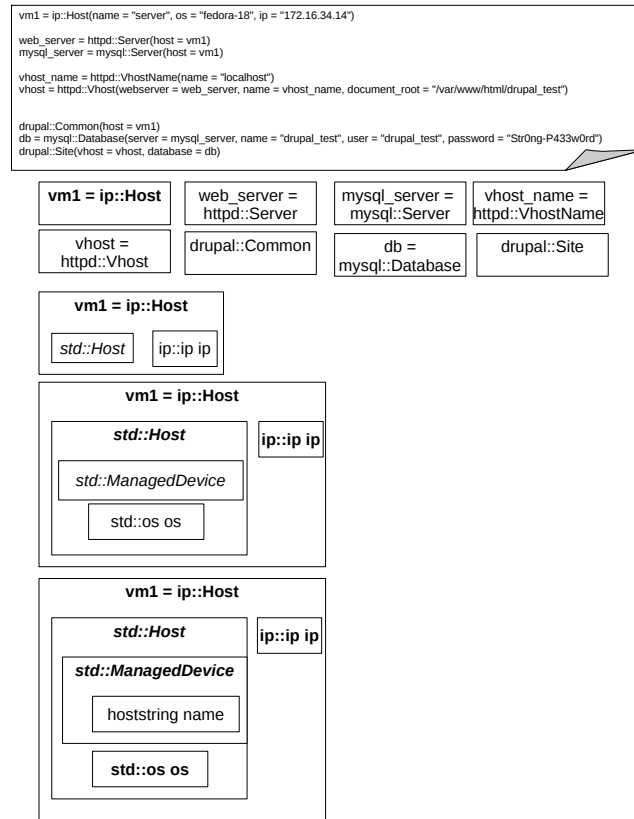 vm1 = ip::Host(name = "server", os = "fedora-18", ip = "172.16.34.14")
web_server = httpd::Server(host = vm1)
mysql_server = mysql::Server(host = vm1)
vhost_name = httpd::VhostName(name = "localhost")
vhost = httpd::Vhost(webserver = web_server, name = vhost_name, document_root = "/var/www/html/drupal_test")
drupal::Common(host = vm1)
db = mysql::Database(server = mysql_server, name = "drupal_test", user = "drupal_test", password = "Str0ng-P433w0rd")
drupal::Site(vhost = vhost, database = db)
vm1 = ip::Host
web_server =
httpd::Server
mysql_server =
mysql::Server
vhost_name =
httpd::VhostName
vhost =
httpd::Vhost
drupal::Common
db =
mysql::Database
drupal::Site
vm1 = ip::Host
std::Host
ip::ip ip
vm1 = ip::Host
std::Host
ip::ip ip
std::ManagedDevice
std::os os
vm1 = ip::Host
std::Host
ip::ip ip
std::ManagedDevice
hoststring name
std::os os